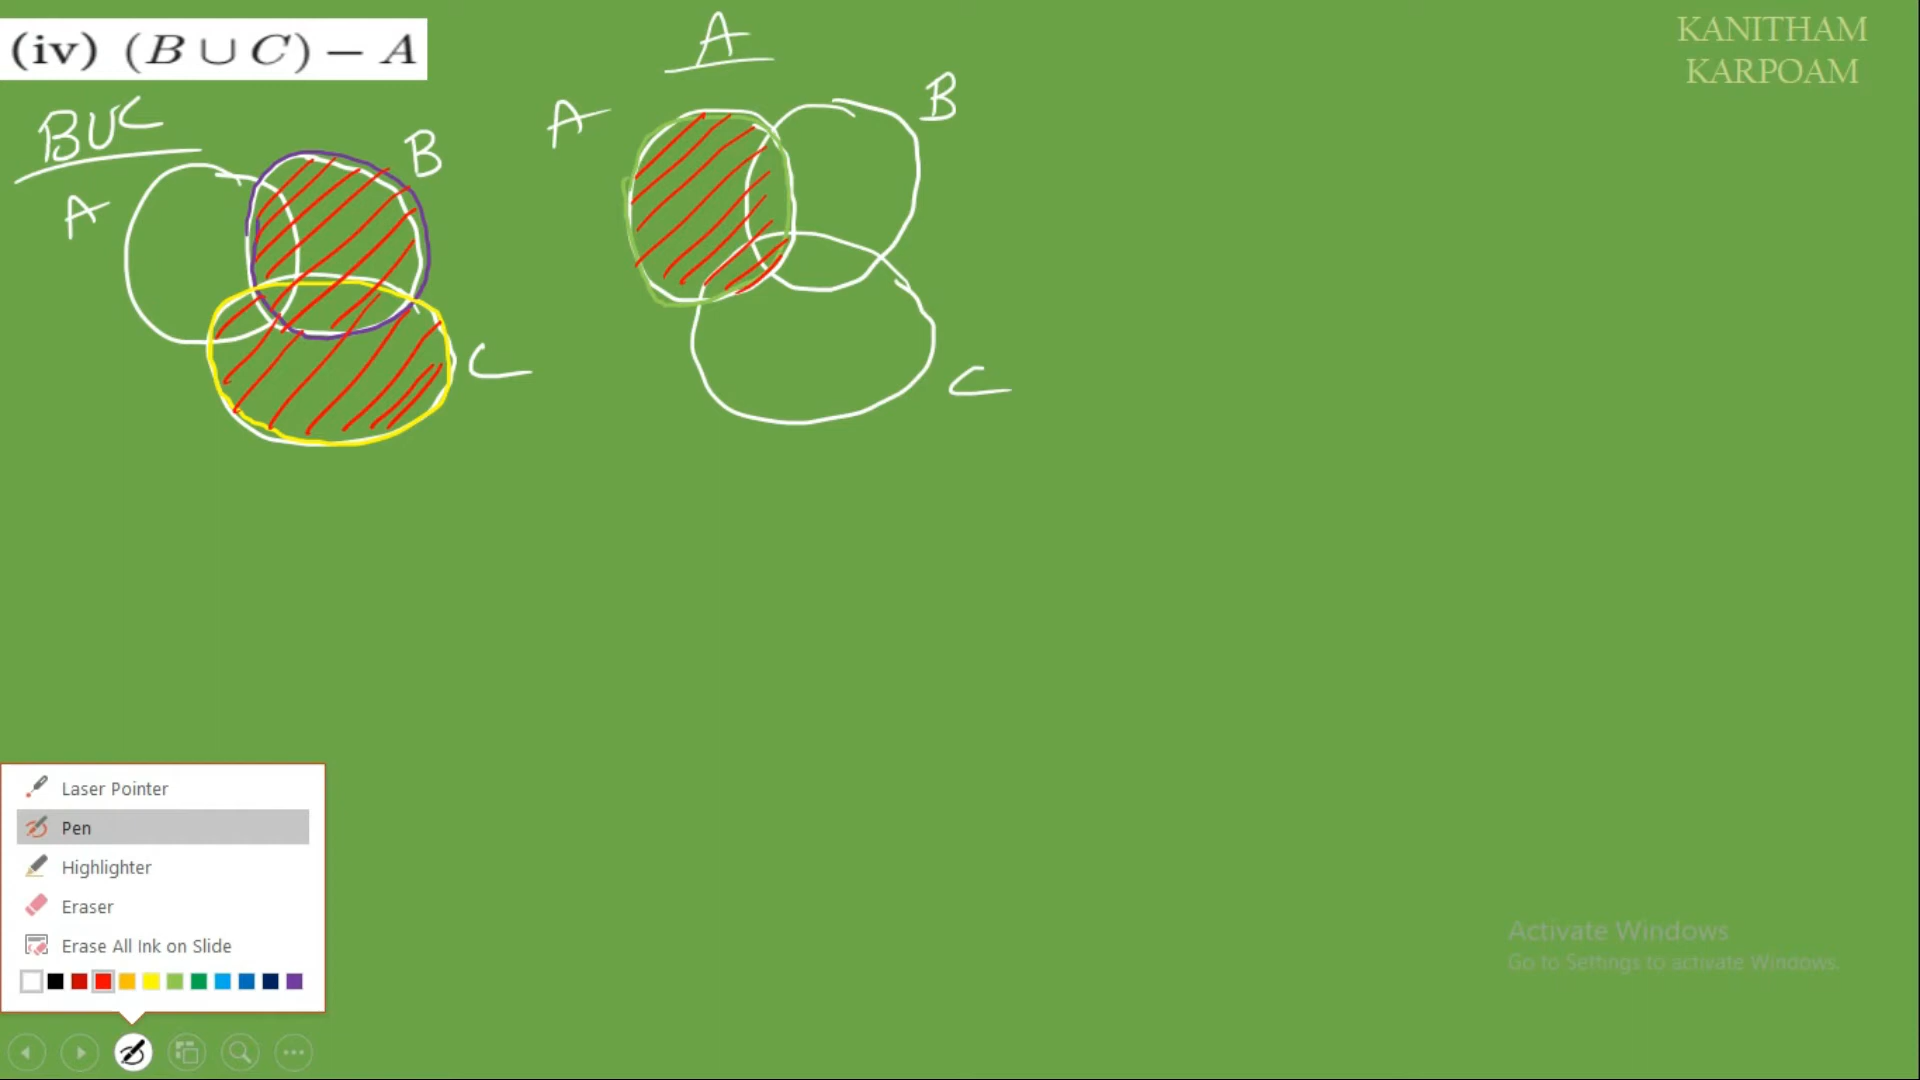 (iv) (B ∪ C) − A
KANITHAM
KARPOAM
B∪C
A
B
C
A
A
B
C
Laser Pointer
Pen
Highlighter
Eraser
Erase All Ink on Slide
Activate Windows
Go to Settings to activate Windows.